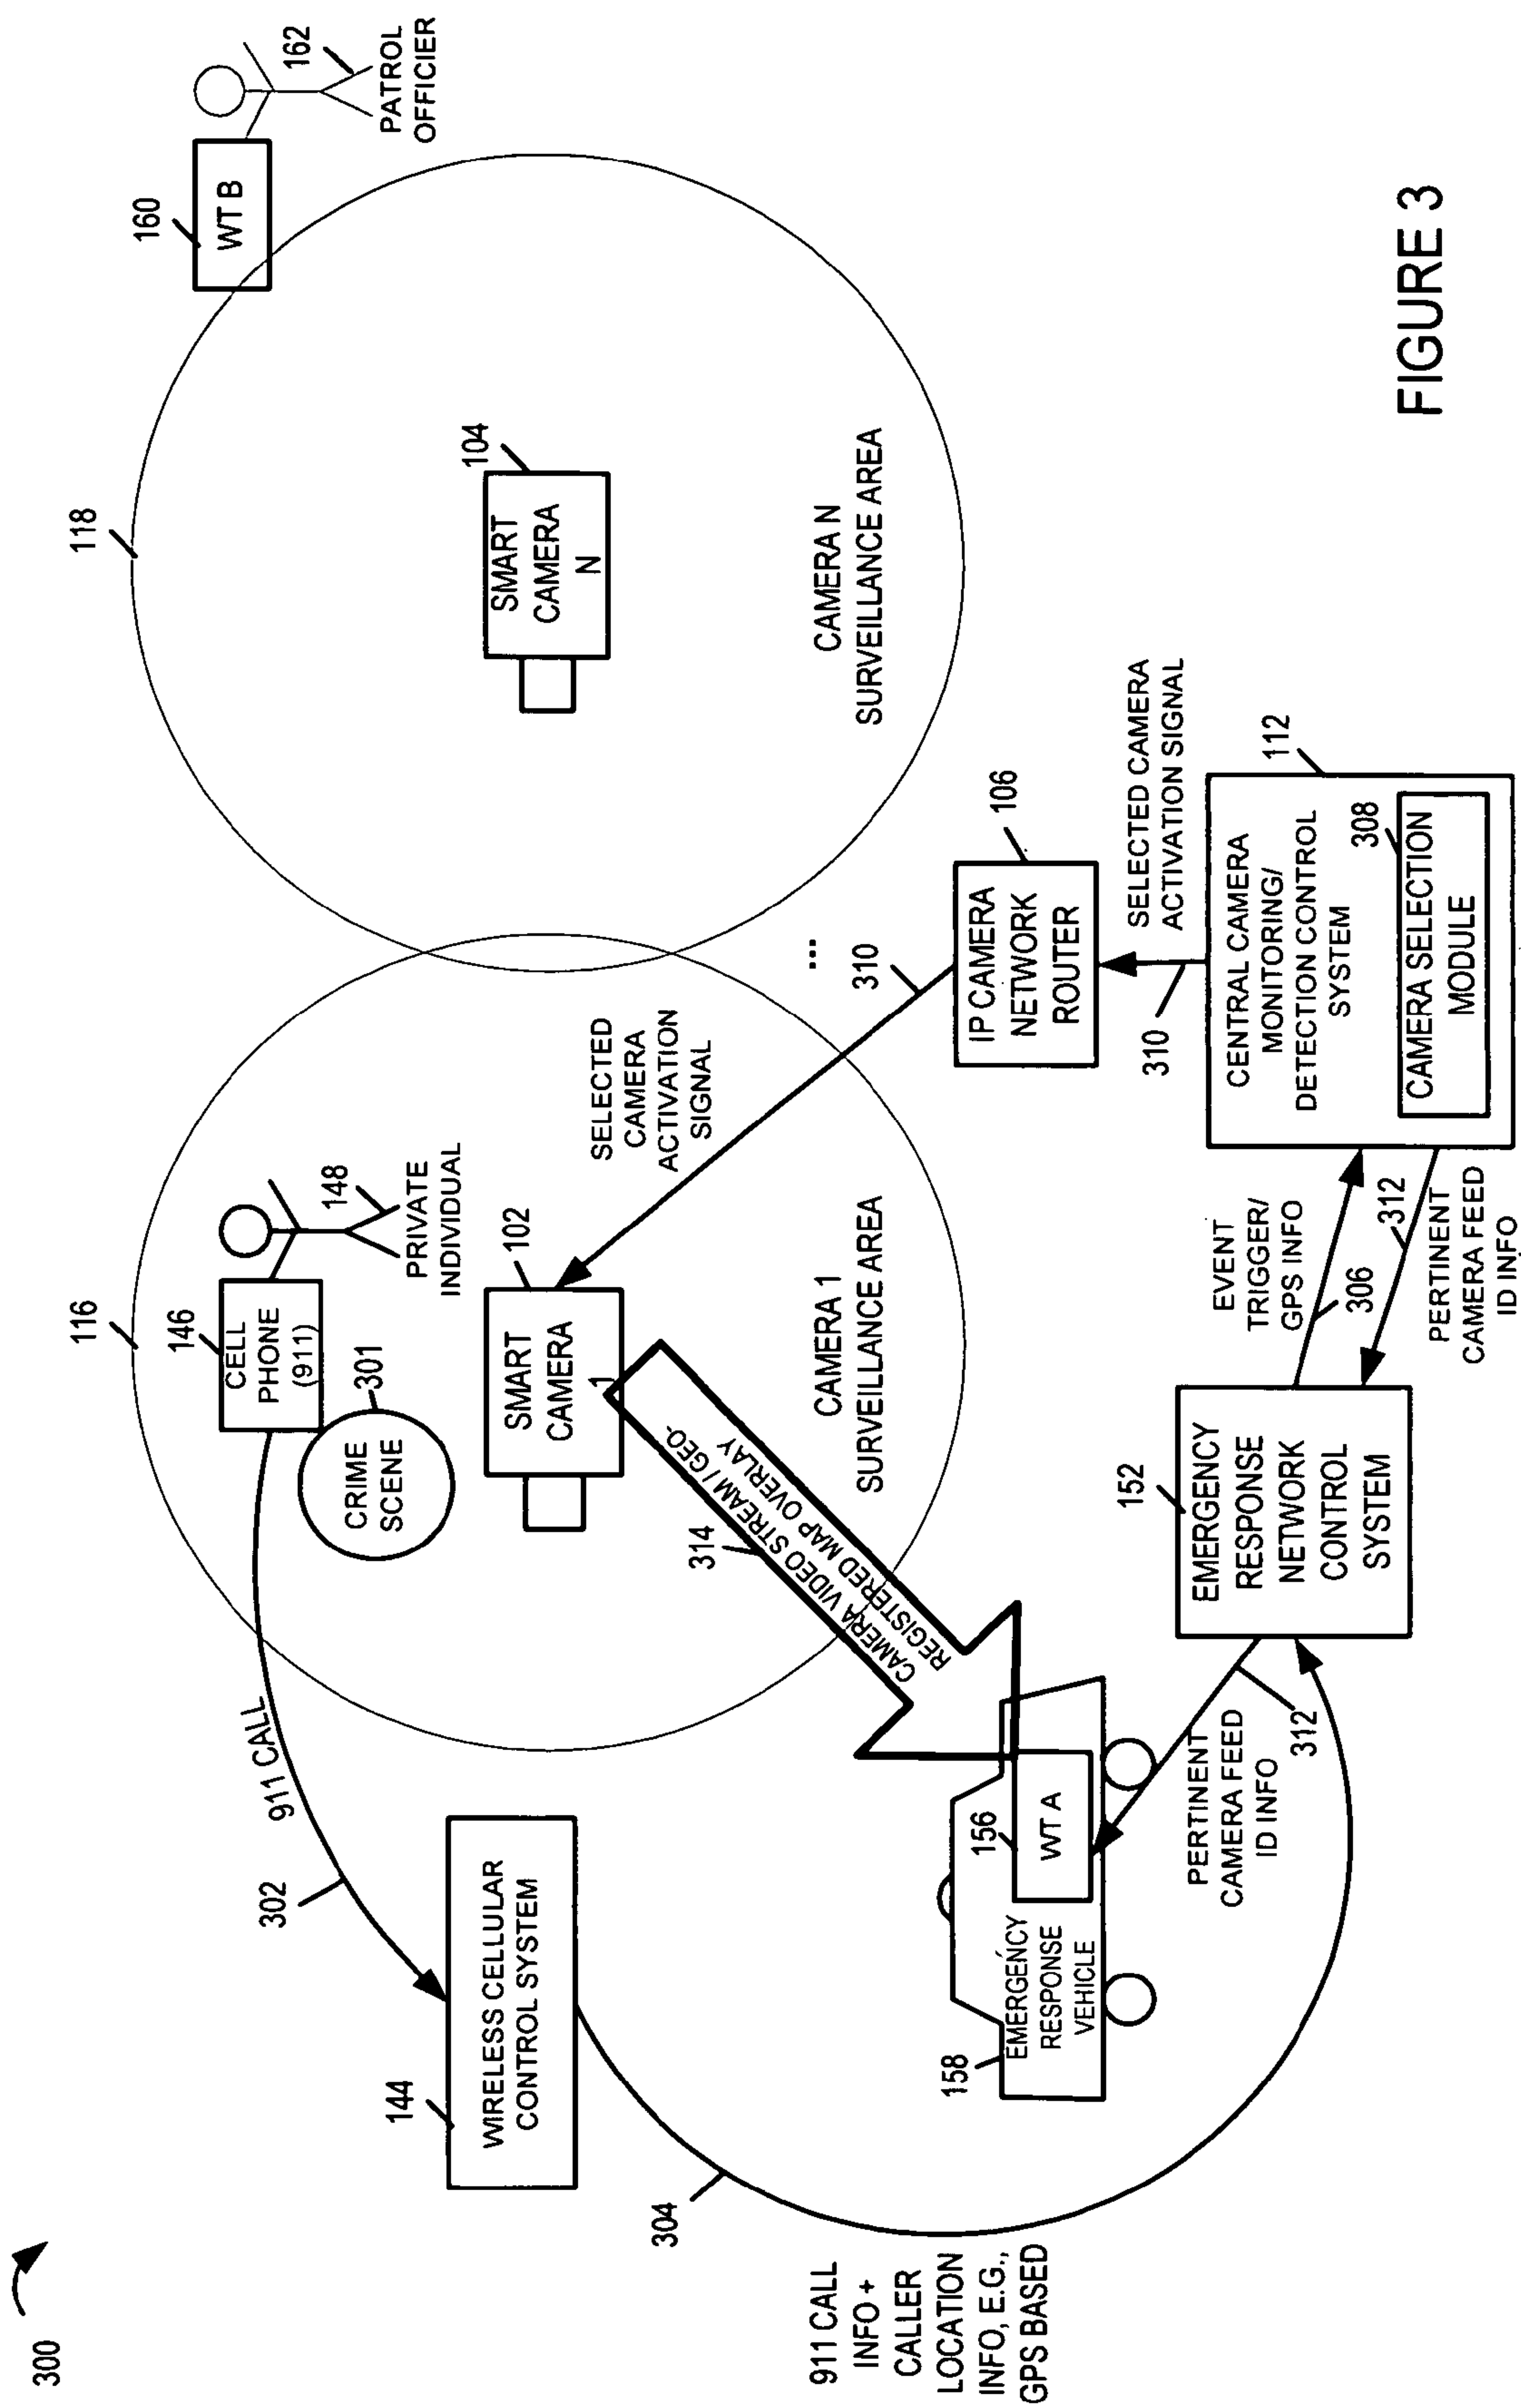 300
116
118
146
CELL
PHONE
(911)
148
PRIVATE
INDIVIDUAL
160
WT B
162
PATROL
OFFICIER
301
CRIME
SCENE
911 CALL
302
144
WIRELESS CELLULAR
CONTROL SYSTEM
102
SMART
CAMERA
1
104
SMART
CAMERA
N
SELECTED
CAMERA
ACTIVATION
SIGNAL
314
CAMERA VIDEO STREAM / GEO-
REGISTERED MAP OVERLAY
CAMERA 1
SURVEILLANCE AREA
...
CAMERA N
SURVEILLANCE AREA
310
304
911 CALL
INFO +
CALLER
LOCATION
INFO, E.G.,
GPS BASED
158
EMERGENCY
RESPONSE
VEHICLE
156
WT A
106
IP CAMERA
NETWORK
ROUTER
SELECTED CAMERA
ACTIVATION SIGNAL
310
PERTINENT
CAMERA FEED
ID INFO
312
152
EMERGENCY
RESPONSE
NETWORK
CONTROL
SYSTEM
EVENT
TRIGGER/
GPS INFO
306
312
PERTINENT
CAMERA FEED
ID INFO
112
CENTRAL CAMERA
MONITORING/
DETECTION CONTROL
SYSTEM
308
CAMERA SELECTION
MODULE
FIGURE 3